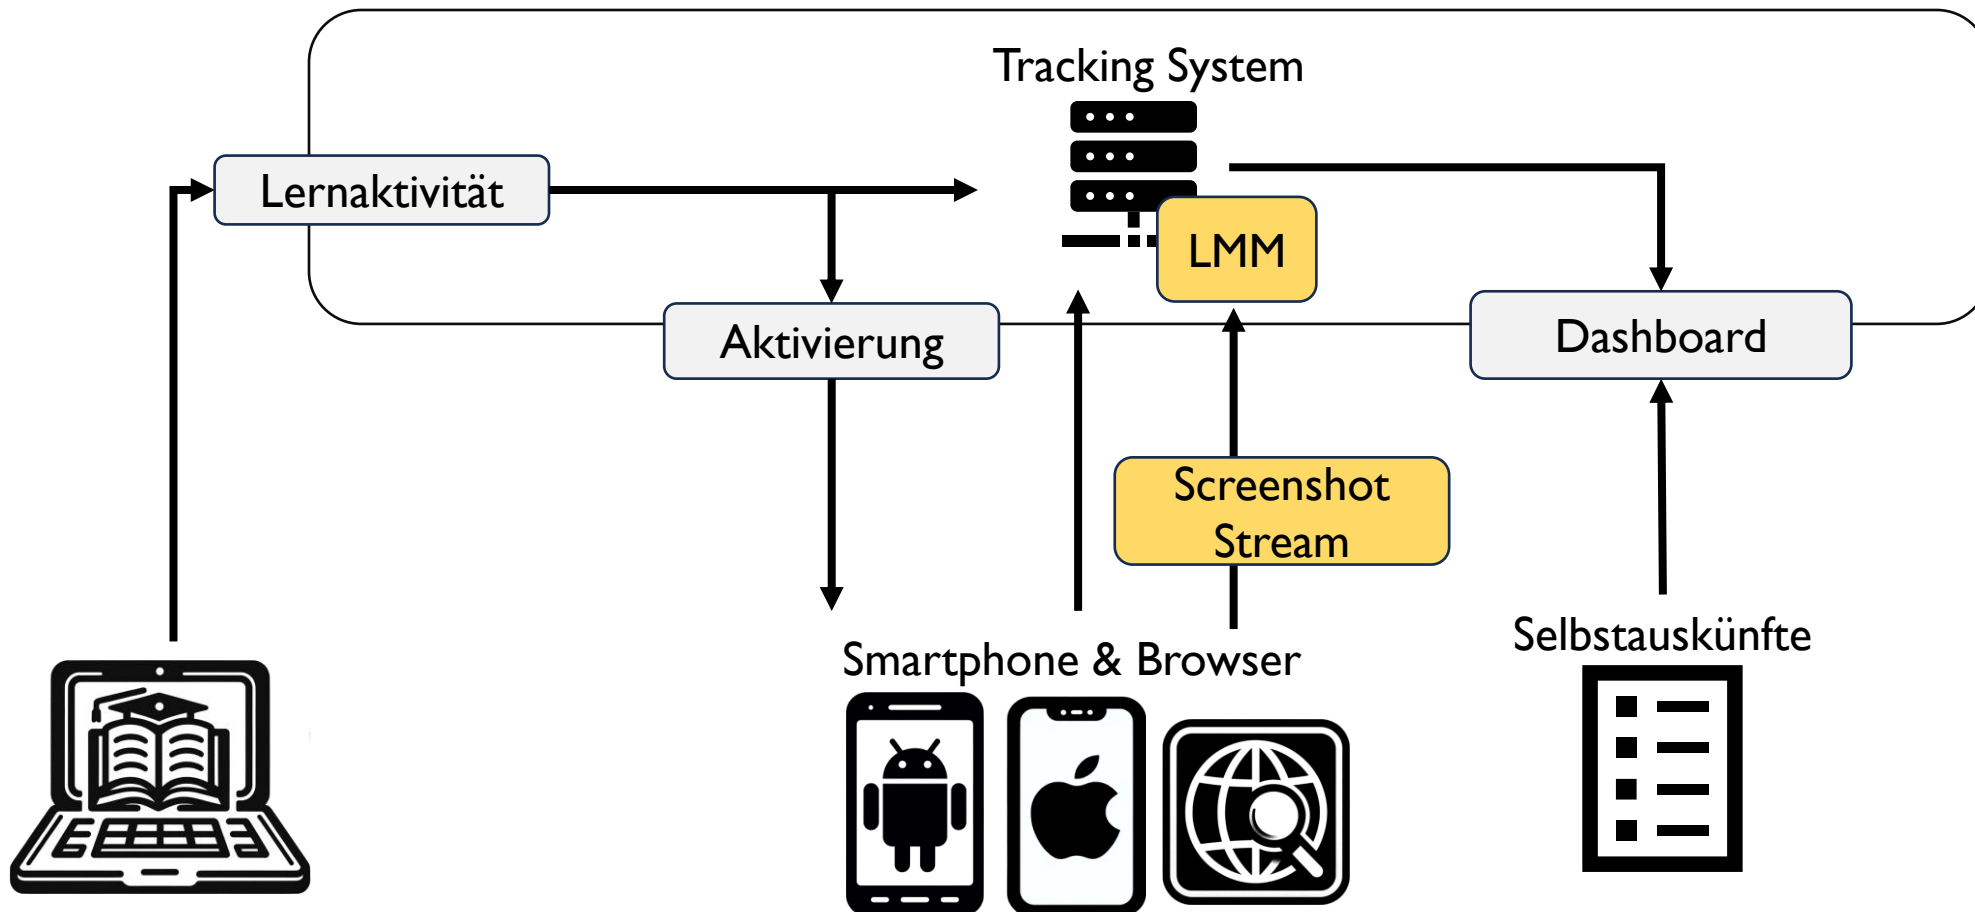 Tracking System
Lernaktivität
LMM
Aktivierung
Dashboard
Screenshot
Stream
Smartphone & Browser
Selbstauskünfte